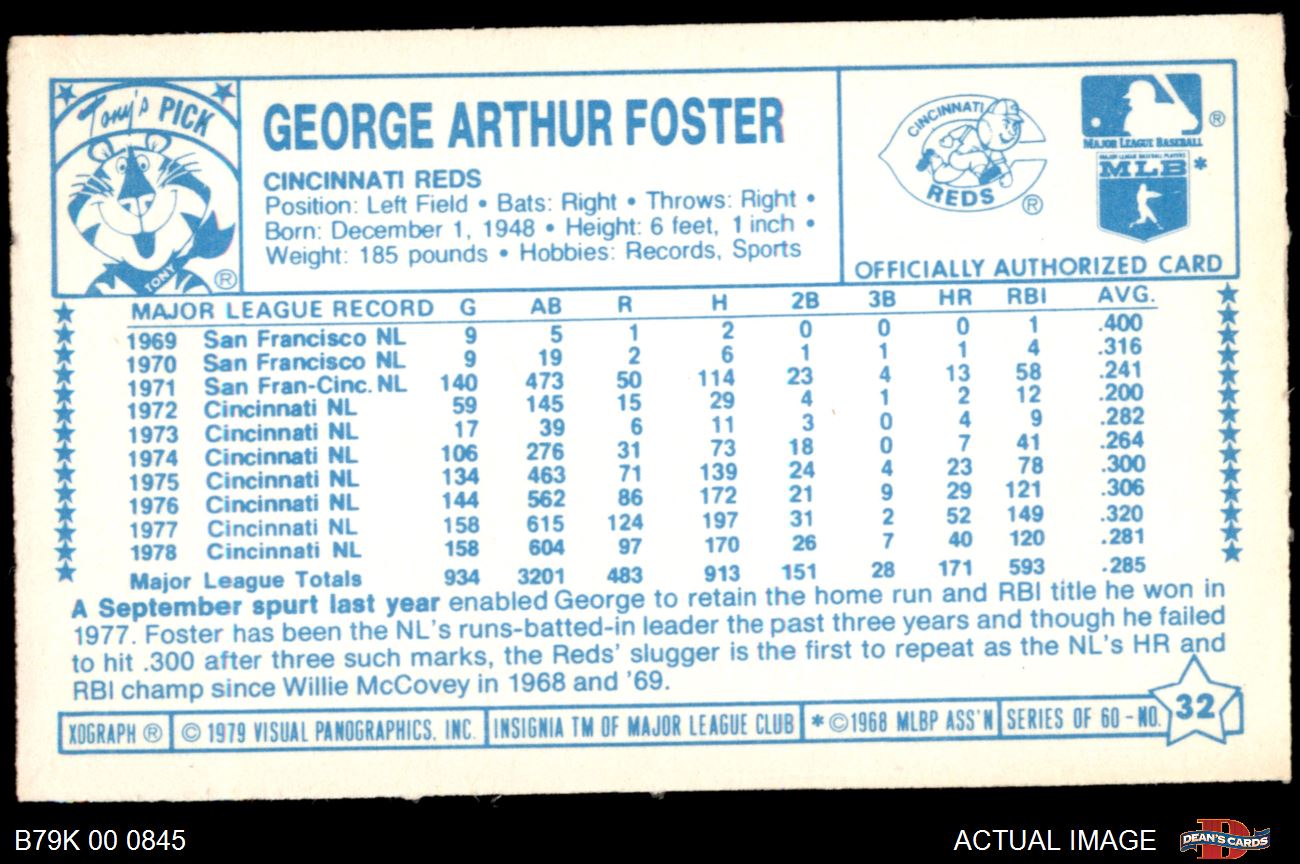 Tony's PICK
TONY ®
GEORGE ARTHUR FOSTER
CINCINNATI REDS
Position: Left Field • Bats: Right • Throws: Right •
Born: December 1, 1948 • Height: 6 feet, 1 inch •
Weight: 185 pounds • Hobbies: Records, Sports
CINCINNATI
REDS ®
®
MAJOR LEAGUE BASEBALL
MAJOR LEAGUE BASEBALL PLAYERS
MLB *
OFFICIALLY AUTHORIZED CARD
MAJOR LEAGUE RECORD G AB R H 2B 3B HR RBI AVG.
1969 San Francisco NL 9 5 1 2 0 0 0 1 .400
1970 San Francisco NL 9 19 2 6 1 1 1 4 .316
1971 San Fran-Cinc. NL 140 473 50 114 23 4 13 58 .241
1972 Cincinnati NL 59 145 15 29 4 1 2 12 .200
1973 Cincinnati NL 17 39 6 11 3 0 4 9 .282
1974 Cincinnati NL 106 276 31 73 18 0 7 41 .264
1975 Cincinnati NL 134 463 71 139 24 4 23 78 .300
1976 Cincinnati NL 144 562 86 172 21 9 29 121 .306
1977 Cincinnati NL 158 615 124 197 31 2 52 149 .320
1978 Cincinnati NL 158 604 97 170 26 7 40 120 .281
Major League Totals 934 3201 483 913 151 28 171 593 .285
A September spurt last year enabled George to retain the home run and RBI title he won in
1977. Foster has been the NL's runs-batted-in leader the past three years and though he failed
to hit .300 after three such marks, the Reds' slugger is the first to repeat as the NL's HR and
RBI champ since Willie McCovey in 1968 and '69.
XOGRAPH ® © 1979 VISUAL PANOGRAPHICS, INC. INSIGNIA TM OF MAJOR LEAGUE CLUB * © 1968 MLBP ASS'N SERIES OF 60 - NO. 32
B79K 00 0845
ACTUAL IMAGE
DEAN'S CARDS